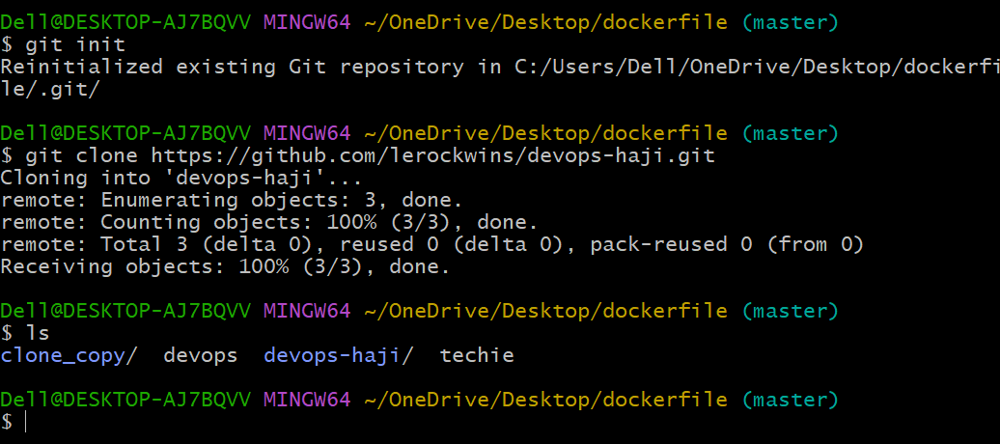 Dell@DESKTOP-AJ7BQVV MINGW64 ~/OneDrive/Desktop/dockerfile (master)
$ git init
Reinitialized existing Git repository in C:/Users/Dell/OneDrive/Desktop/dockerfi
le/.git/
Dell@DESKTOP-AJ7BQVV MINGW64 ~/OneDrive/Desktop/dockerfile (master)
$ git clone https://github.com/lerockwins/devops-haji.git
Cloning into 'devops-haji'...
remote: Enumerating objects: 3, done.
remote: Counting objects: 100% (3/3), done.
remote: Total 3 (delta 0), reused 0 (delta 0), pack-reused 0 (from 0)
Receiving objects: 100% (3/3), done.
Dell@DESKTOP-AJ7BQVV MINGW64 ~/OneDrive/Desktop/dockerfile (master)
$ ls
clone_copy/  devops  devops-haji/  techie
Dell@DESKTOP-AJ7BQVV MINGW64 ~/OneDrive/Desktop/dockerfile (master)
$